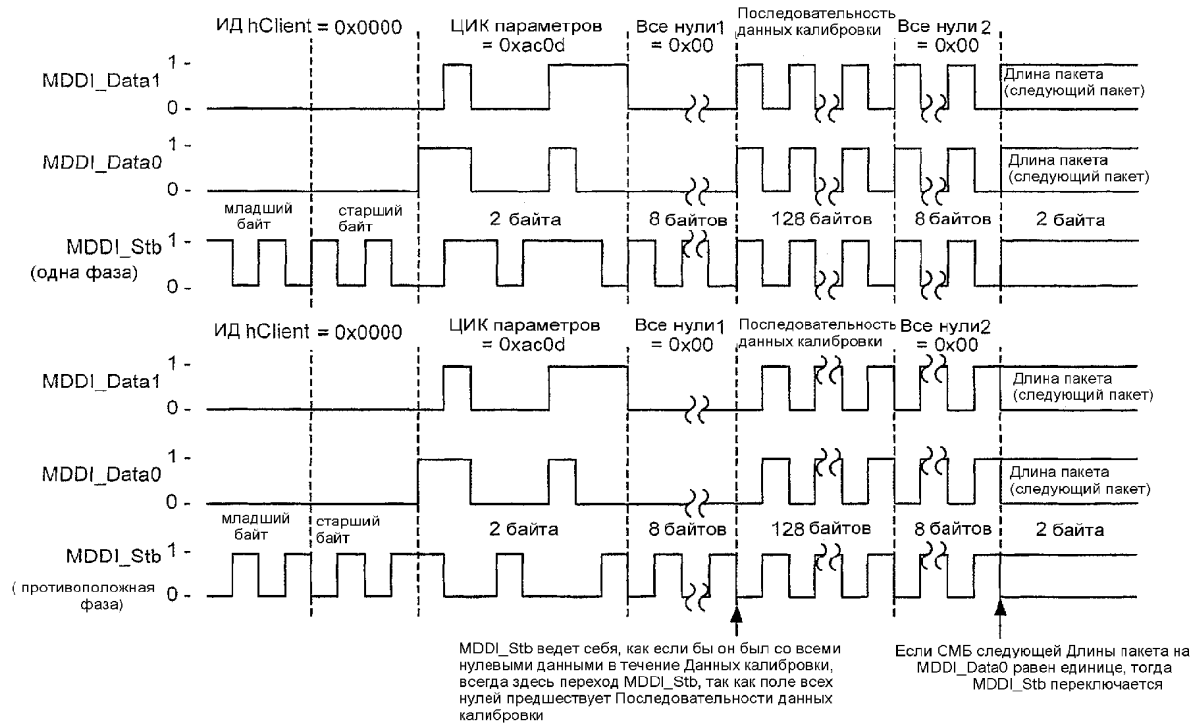 ИД hClient = 0x0000
ЦИК параметров
= 0xac0d
Все нули1
= 0x00
Последовательность
данных калибровки
Все нули 2
= 0x00
MDDI_Data1
1 -
0 -
Длина пакета
(следующий пакет)
MDDI_Data0
1 -
0 -
Длина пакета
(следующий пакет)
младший
байт
старший
байт
2 байта
8 байтов
128 байтов
8 байтов
2 байта
MDDI_Stb
(одна фаза)
1 -
0 -
ИД hClient = 0x0000
ЦИК параметров
= 0xac0d
Все нули1
= 0x00
Последовательность
данных калибровки
Все нули2
= 0x00
MDDI_Data1
1 -
0 -
Длина пакета
(следующий пакет)
MDDI_Data0
1 -
0 -
Длина пакета
(следующий пакет)
младший
байт
старший
байт
2 байта
8 байтов
128 байтов
8 байтов
2 байта
MDDI_Stb
( противоположная
фаза)
1 -
0 -
MDDI_Stb ведет себя, как если бы он был со всеми
нулевыми данными в течение Данных калибровки,
всегда здесь переход MDDI_Stb, так как поле всех
нулей предшествует Последовательности данных
калибровки
Если СМБ следующей Длины пакета на
MDDI_Data0 равен единице, тогда
MDDI_Stb переключается